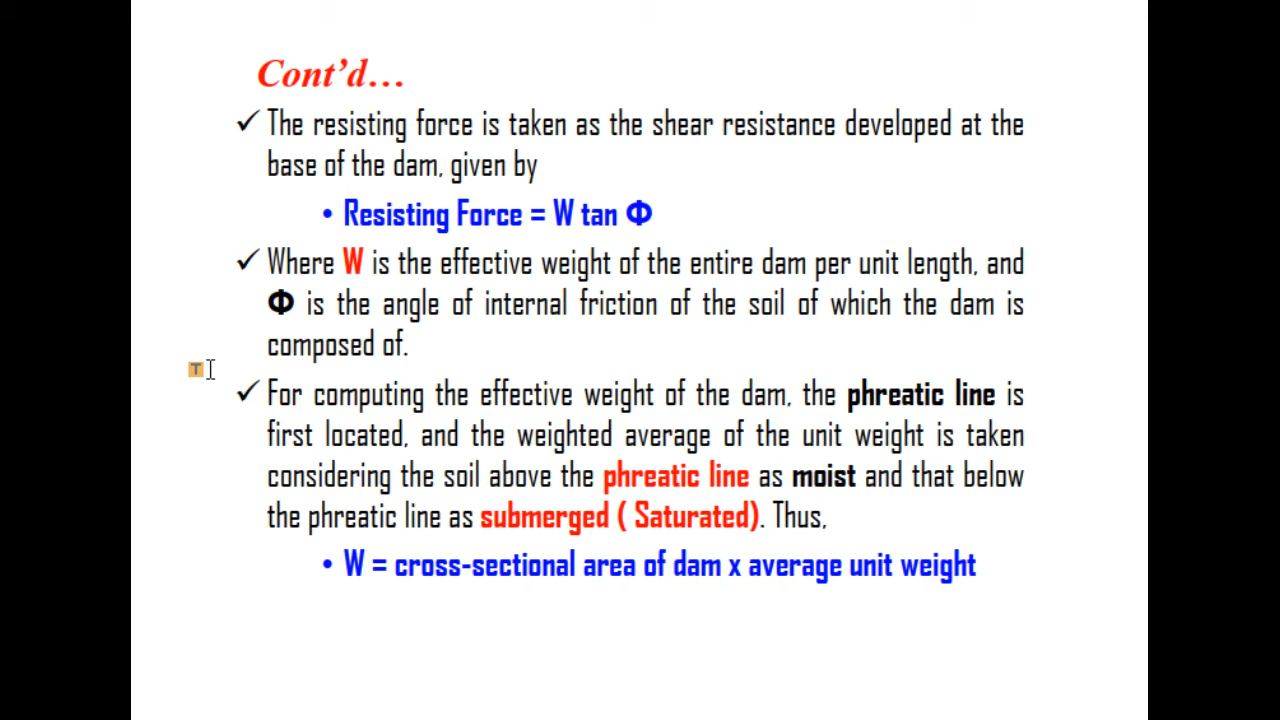 Cont’d…
✓ The resisting force is taken as the shear resistance developed at the
base of the dam, given by
• Resisting Force = W tan Φ
✓ Where W is the effective weight of the entire dam per unit length, and
Φ is the angle of internal friction of the soil of which the dam is
composed of.
T
✓ For computing the effective weight of the dam, the phreatic line is
first located, and the weighted average of the unit weight is taken
considering the soil above the phreatic line as moist and that below
the phreatic line as submerged ( Saturated). Thus,
• W = cross-sectional area of dam x average unit weight